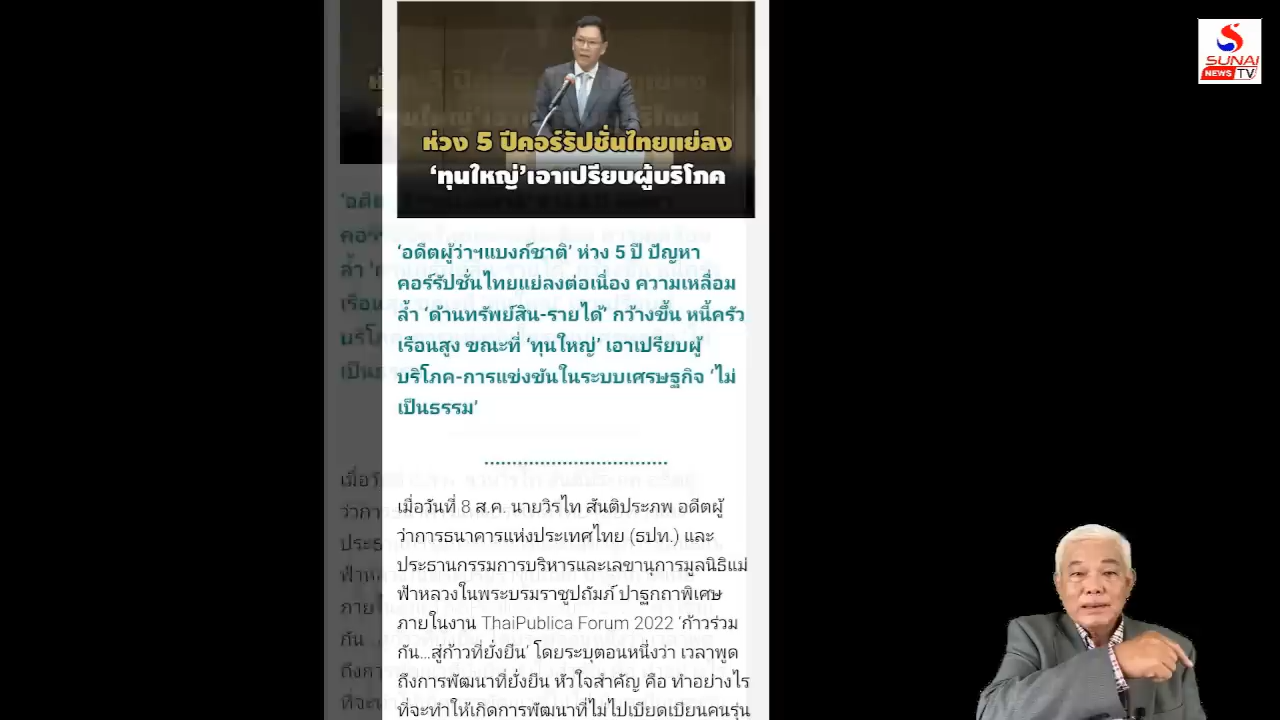 SUNAI
NEWS TV
ห่วง 5 ปีคอร์รัปชั่นไทยแย่ลง
‘ทุนใหญ่’เอาเปรียบผู้บริโภค
‘อดีตผู้ว่าฯแบงก์ชาติ’ ห่วง 5 ปี ปัญหา
คอร์รัปชั่นไทยแย่ลงต่อเนื่อง ความเหลื่อม
ล้ำ ‘ด้านทรัพย์สิน-รายได้’ กว้างขึ้น หนี้ครัว
เรือนสูง ขณะที่ ‘ทุนใหญ่’ เอาเปรียบผู้
บริโภค-การแข่งขันในระบบเศรษฐกิจ ‘ไม่
เป็นธรรม’
.................................
เมื่อวันที่ 8 ส.ค. นายวิรไท สันติประภพ อดีตผู้
ว่าการธนาคารแห่งประเทศไทย (ธปท.) และ
ประธานกรรมการบริหารและเลขานุการมูลนิธิแม่
ฟ้าหลวงในพระบรมราชูปถัมภ์ ปาฐกถาพิเศษ
ภายในงาน ThaiPublica Forum 2022 ‘ก้าวร่วม
กัน...สู่ก้าวที่ยั่งยืน’ โดยระบุตอนหนึ่งว่า เวลาพูด
ถึงการพัฒนาที่ยั่งยืน หัวใจสำคัญ คือ ทำอย่างไร
ที่จะทำให้เกิดการพัฒนาที่ไม่ไปเบียดเบียนคนรุ่น